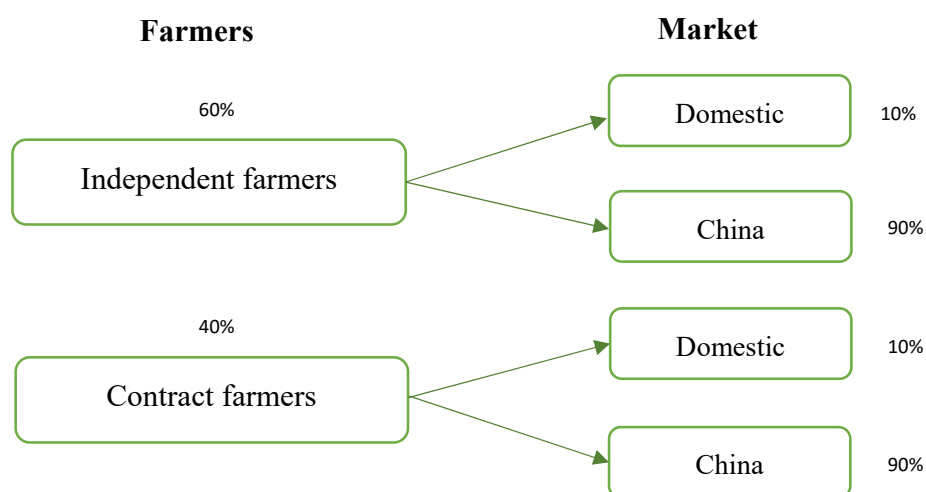 Farmers
Market
60%
Independent farmers
Domestic
10%
China
90%
40%
Contract farmers
Domestic
10%
China
90%